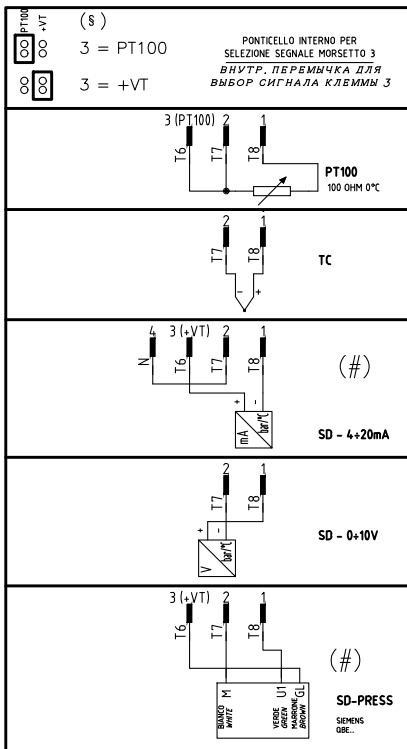 PT100
+VT
(§)
3 = PT100
3 = +VT
PONTICELLO INTERNO PER
SELEZIONE SEGNALE MORSETTO 3
ВНУТР. ПЕРЕМЫЧКА ДЛЯ
ВЫБОР СИГНАЛА КЛЕММЫ 3
3 (PT100) 2 1
T6 T7 T8
PT100
100 OHM 0°C
2 1
T7 T8
- +
TC
4 3 (+VT) 2 1
N T6 T7 T8
(#)
+ -
mA bar/°C
SD - 4÷20mA
2 1
T7 T8
+ -
V bar/°C
SD - 0÷10V
3 (+VT) 2 1
T6 T7 T8
(#)
M U1 GL
BIANCO
WHITE
VERDE
GREEN
MARRONE
BROWN
SD-PRESS
SIEMENS
QBE...